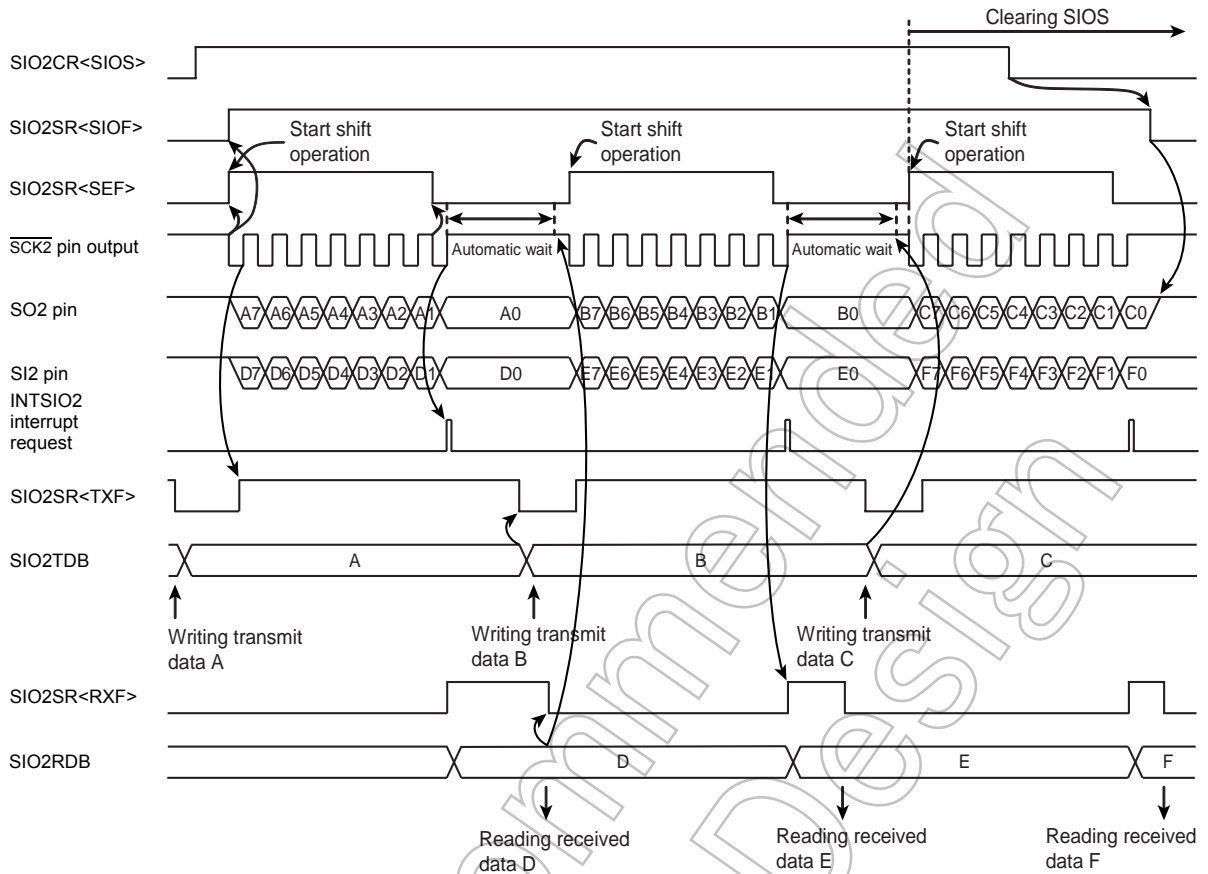 Clearing SIOS
SIO2CR<SIOS>
SIO2SR<SIOF>
Start shift
operation
Start shift
operation
Start shift
operation
SIO2SR<SEF>
SCK2 pin output
Automatic wait
Automatic wait
SO2 pin
A7 A6 A5 A4 A3 A2 A1 A0 B7 B6 B5 B4 B3 B2 B1 B0 C7 C6 C5 C4 C3 C2 C1 C0
SI2 pin
D7 D6 D5 D4 D3 D2 D1 D0 E7 E6 E5 E4 E3 E2 E1 E0 F7 F6 F5 F4 F3 F2 F1 F0
INTSIO2
interrupt
request
SIO2SR<TXF>
SIO2TDB
A B C
Writing transmit
data A
Writing transmit
data B
Writing transmit
data C
SIO2SR<RXF>
SIO2RDB
D E F
Reading received
data D
Reading received
data E
Reading received
data F
Design